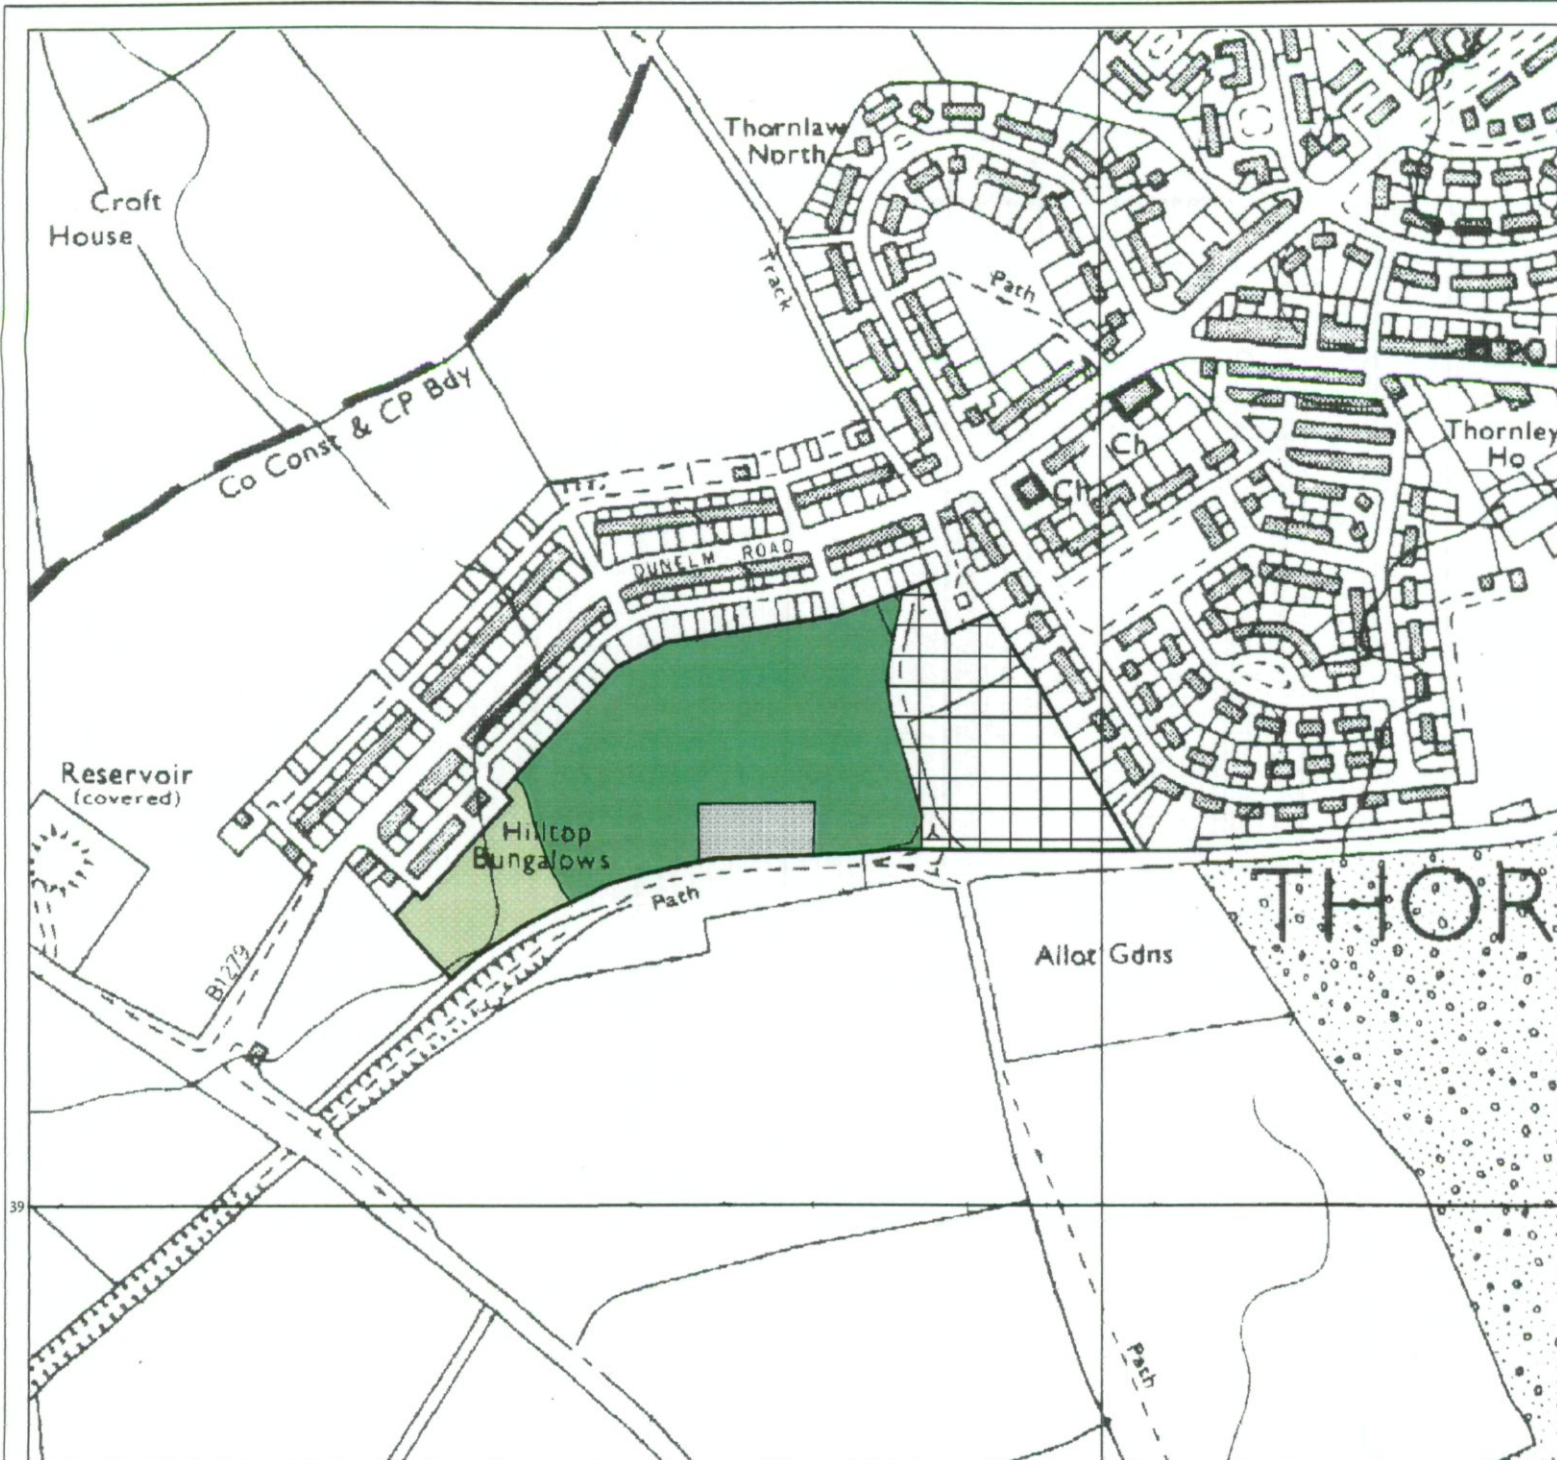 Thornlaw
North
Croft
House
Track
Path
PO
Co Const & CP Bdy
Ch
Thornley
Ho
Ch
DUNELM ROAD
Reservoir
(covered)
Hilltop
Bungalows
Path
THOR
B1279
Allot Gdns
39
Path